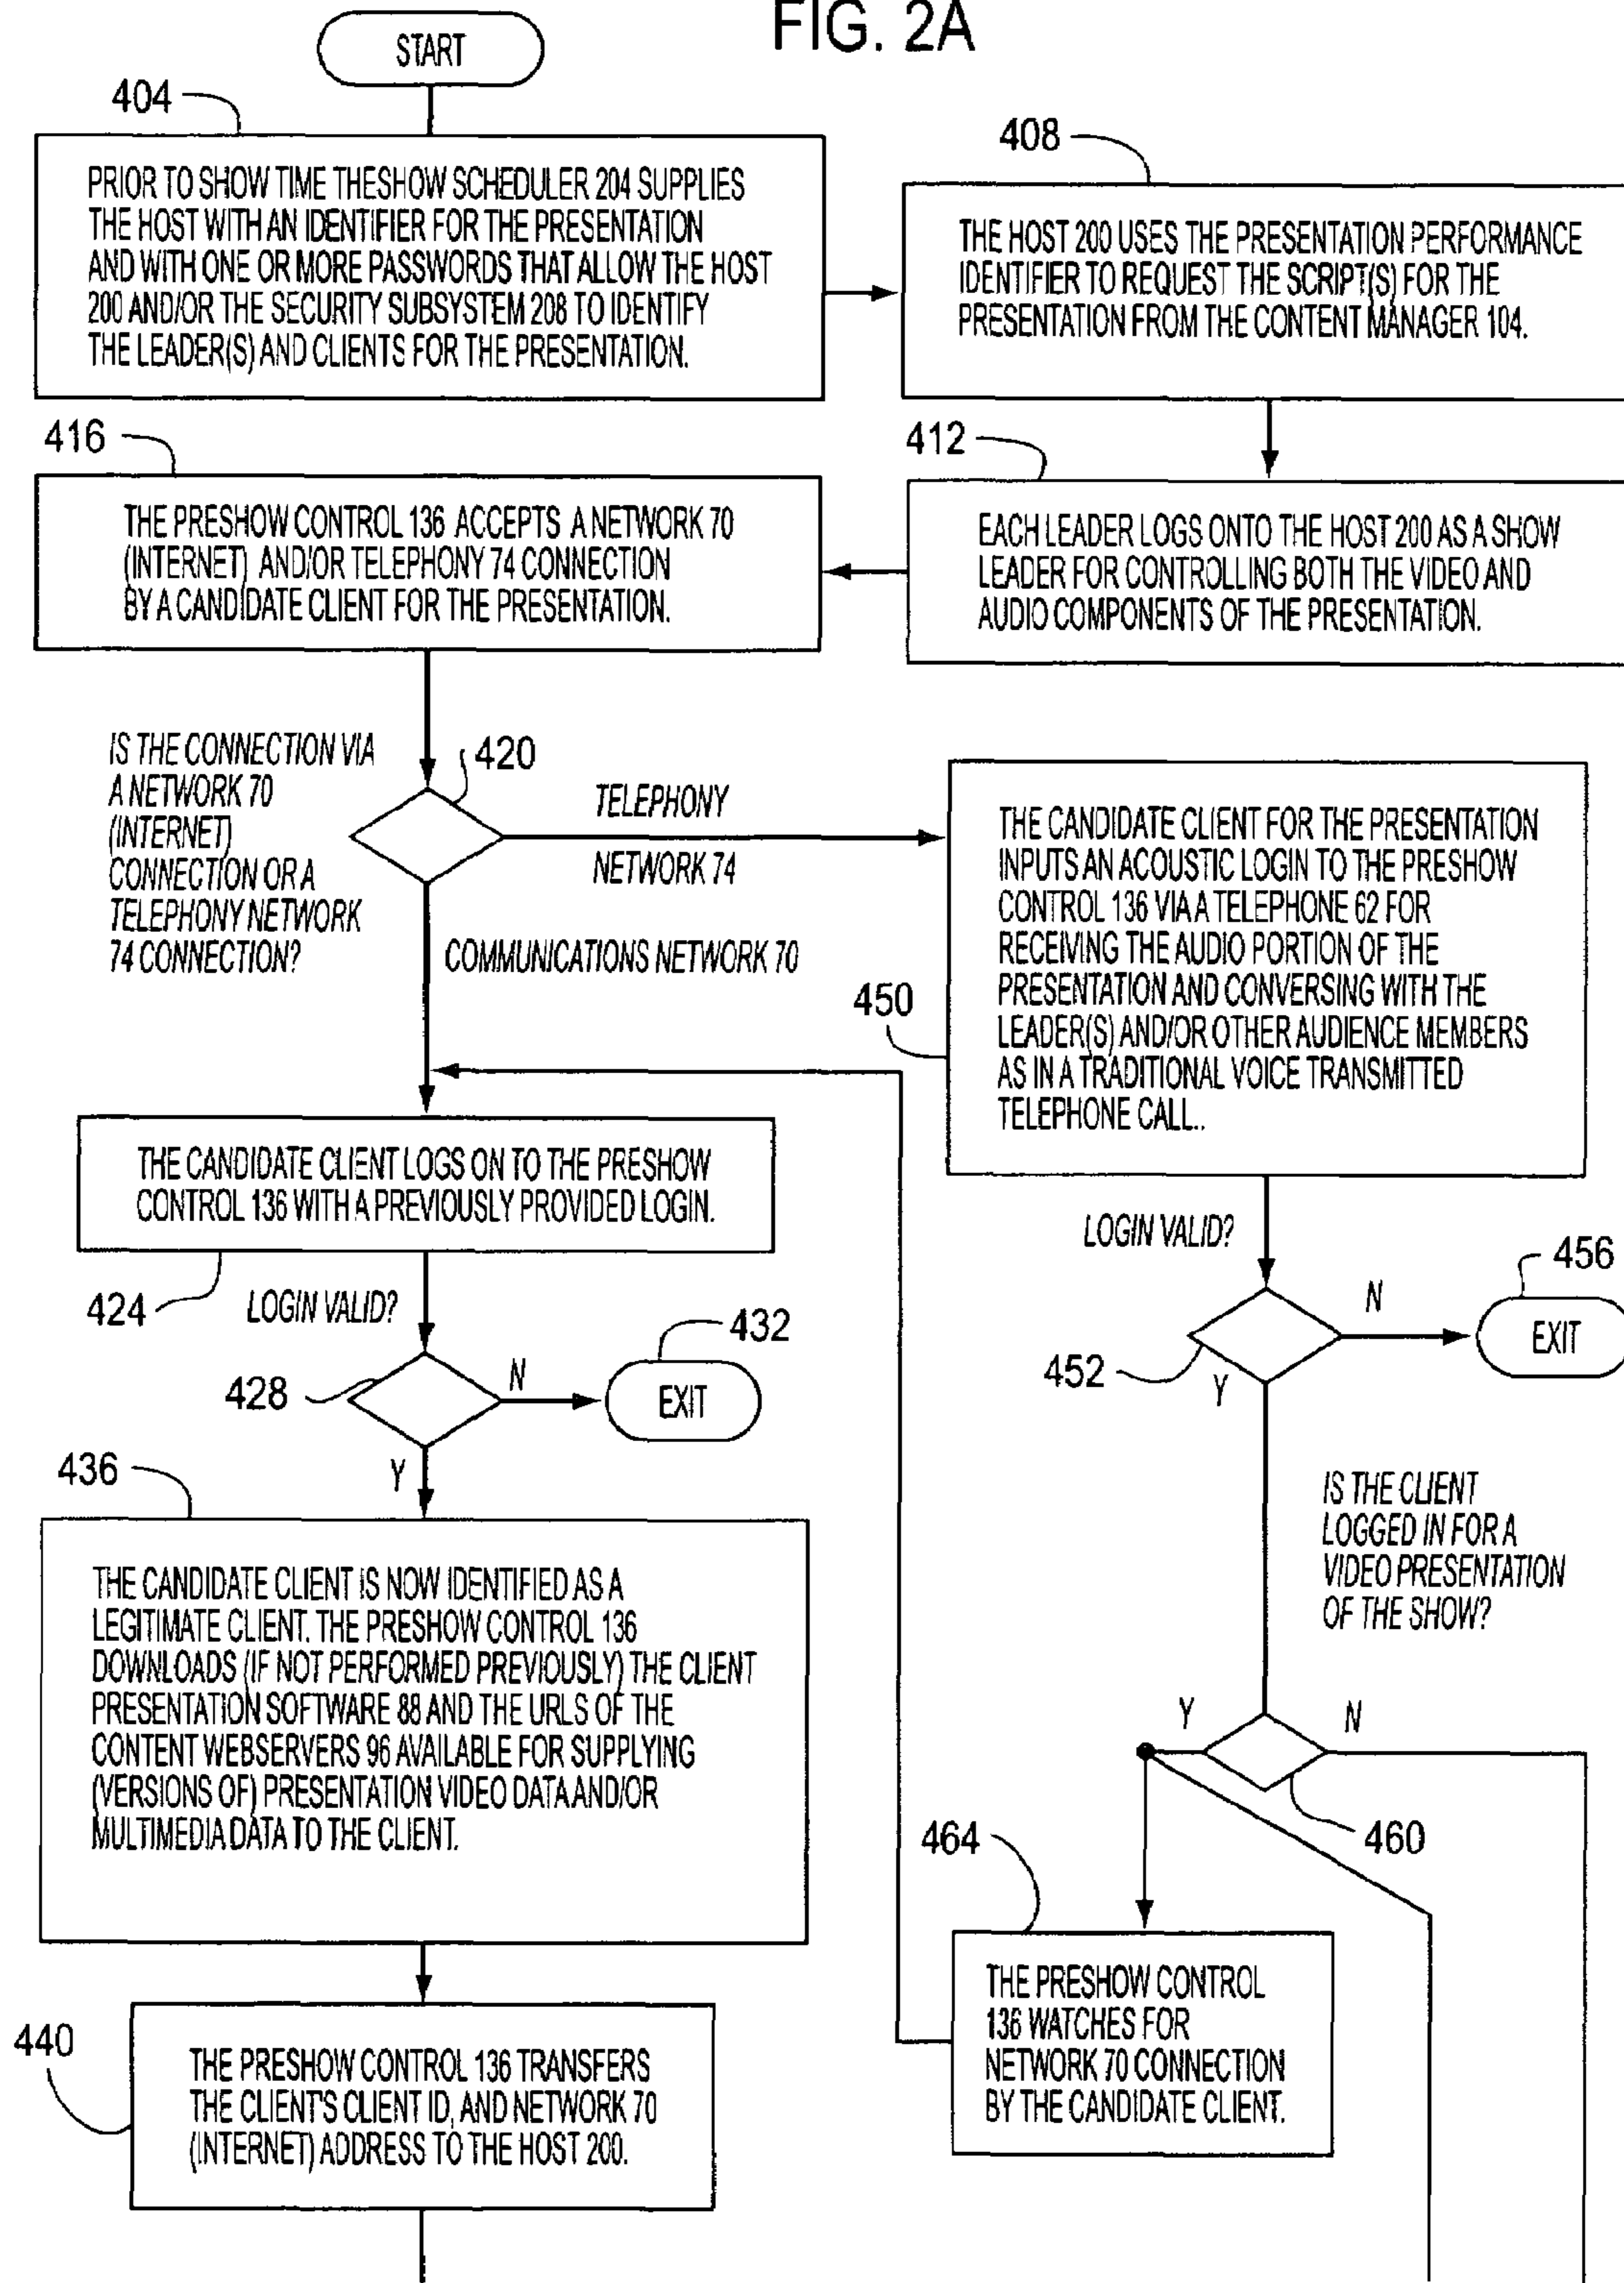 FIG. 2A
START
404
PRIOR TO SHOW TIME THESHOW SCHEDULER 204 SUPPLIES
THE HOST WITH AN IDENTIFIER FOR THE PRESENTATION
AND WITH ONE OR MORE PASSWORDS THAT ALLOW THE HOST
200 AND/OR THE SECURITY SUBSYSTEM 208 TO IDENTIFY
THE LEADER(S) AND CLIENTS FOR THE PRESENTATION.
408
THE HOST 200 USES THE PRESENTATION PERFORMANCE
IDENTIFIER TO REQUEST THE SCRIPT(S) FOR THE
PRESENTATION FROM THE CONTENT MANAGER 104.
412
EACH LEADER LOGS ONTO THE HOST 200 AS A SHOW
LEADER FOR CONTROLLING BOTH THE VIDEO AND
AUDIO COMPONENTS OF THE PRESENTATION.
416
THE PRESHOW CONTROL 136 ACCEPTS A NETWORK 70
(INTERNET) AND/OR TELEPHONY 74 CONNECTION
BY A CANDIDATE CLIENT FOR THE PRESENTATION.
IS THE CONNECTION VIA
A NETWORK 70
(INTERNET)
CONNECTION OR A
TELEPHONY NETWORK
74 CONNECTION?
420
TELEPHONY
NETWORK 74
COMMUNICATIONS NETWORK 70
450
THE CANDIDATE CLIENT FOR THE PRESENTATION
INPUTS AN ACOUSTIC LOGIN TO THE PRESHOW
CONTROL 136 VIA A TELEPHONE 62 FOR
RECEIVING THE AUDIO PORTION OF THE
PRESENTATION AND CONVERSING WITH THE
LEADER(S) AND/OR OTHER AUDIENCE MEMBERS
AS IN A TRADITIONAL VOICE TRANSMITTED
TELEPHONE CALL..
THE CANDIDATE CLIENT LOGS ON TO THE PRESHOW
CONTROL 136 WITH A PREVIOUSLY PROVIDED LOGIN.
424
LOGIN VALID?
428
N
432
EXIT
Y
LOGIN VALID?
452
N
456
EXIT
Y
436
THE CANDIDATE CLIENT IS NOW IDENTIFIED AS A
LEGITIMATE CLIENT. THE PRESHOW CONTROL 136
DOWNLOADS (IF NOT PERFORMED PREVIOUSLY) THE CLIENT
PRESENTATION SOFTWARE 88 AND THE URLS OF THE
CONTENT WEBSERVERS 96 AVAILABLE FOR SUPPLYING
(VERSIONS OF) PRESENTATION VIDEO DATA AND/OR
MULTIMEDIA DATA TO THE CLIENT.
IS THE CLIENT
LOGGED IN FOR A
VIDEO PRESENTATION
OF THE SHOW?
Y
N
460
464
THE PRESHOW CONTROL
136 WATCHES FOR
NETWORK 70 CONNECTION
BY THE CANDIDATE CLIENT.
440
THE PRESHOW CONTROL 136 TRANSFERS
THE CLIENT'S CLIENT ID, AND NETWORK 70
(INTERNET) ADDRESS TO THE HOST 200.